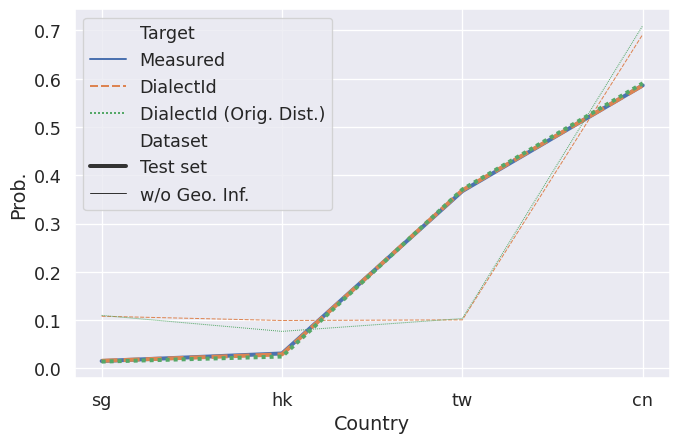 Target
Measured
DialectId
DialectId (Orig. Dist.)
Dataset
Test set
w/o Geo. Inf.
Prob.
0.7
0.6
0.5
0.4
0.3
0.2
0.1
0.0
sg hk tw cn
Country